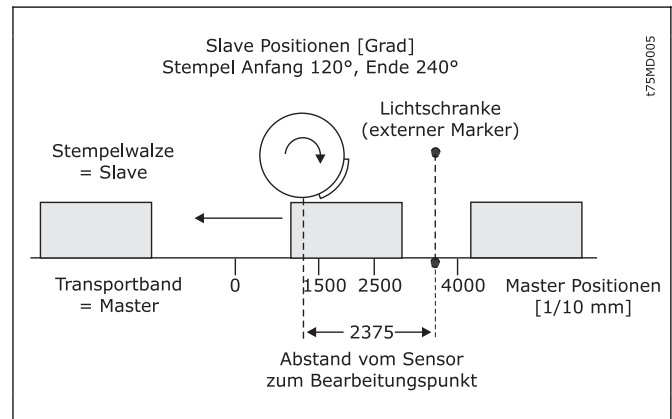 Slave Positionen [Grad]
Stempel Anfang 120°, Ende 240°
t75MD005
Lichtschranke
(externer Marker)
Stempelwalze
= Slave
Transportband
= Master
0
1500
2500
4000
Master Positionen
[1/10 mm]
2375
Abstand vom Sensor
zum Bearbeitungspunkt